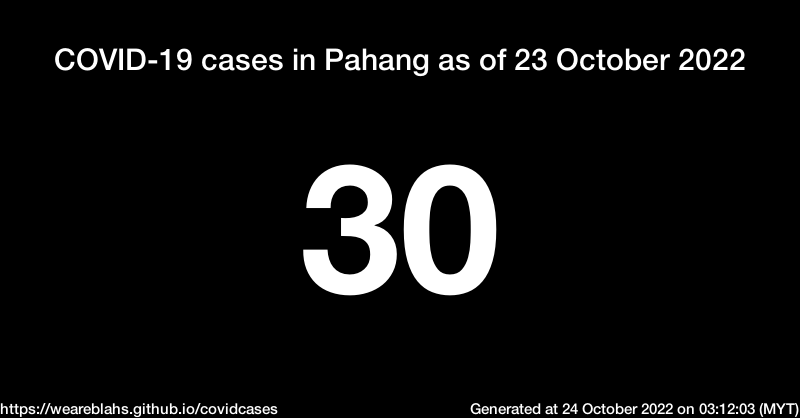 COVID-19 cases in Pahang as of 23 October 2022
30
https://weareblahs.github.io/covidcases
Generated at 24 October 2022 on 03:12:03 (MYT)